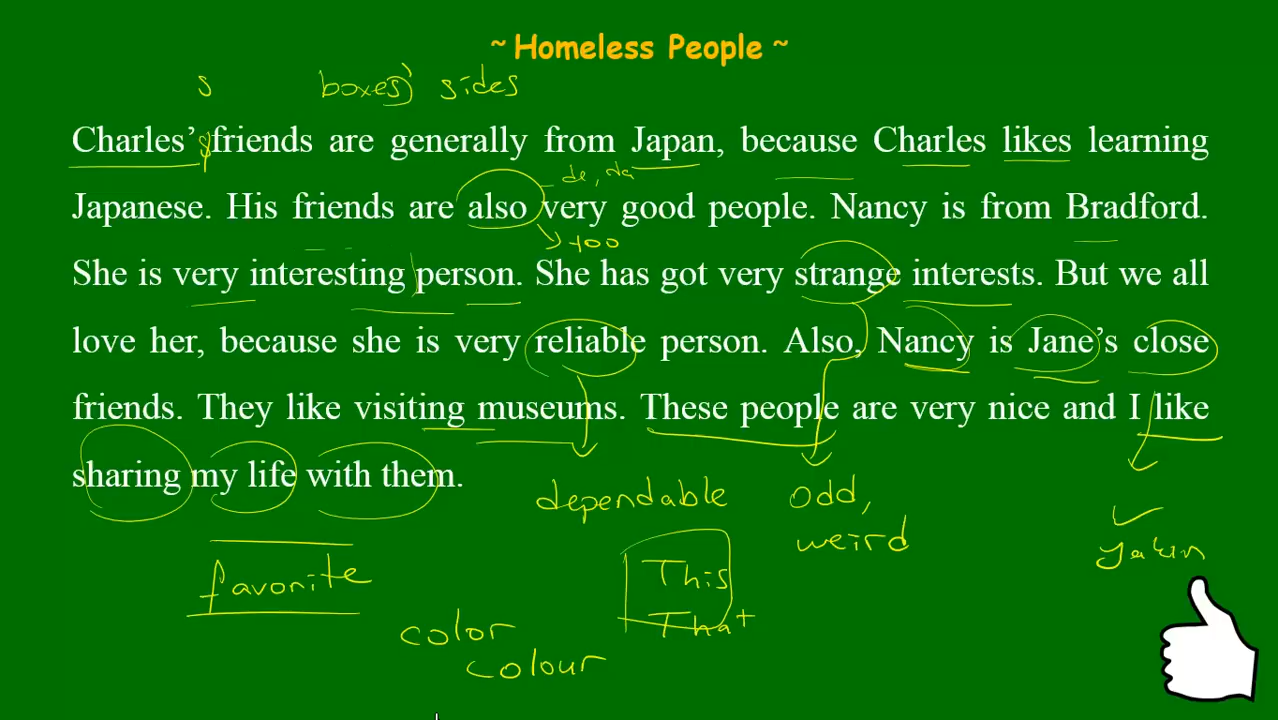 ~ Homeless People ~
s boxes' sides
Charles' s friends are generally from Japan, because Charles likes learning
de, da
Japanese. His friends are also very good people. Nancy is from Bradford.
too
She is very interesting person. She has got very strange interests. But we all
love her, because she is very reliable person. Also, Nancy is Jane's close
friends. They like visiting museums. These people are very nice and I like
sharing my life with them.
dependable odd,
weird
yakın
favorite This
color That
colour